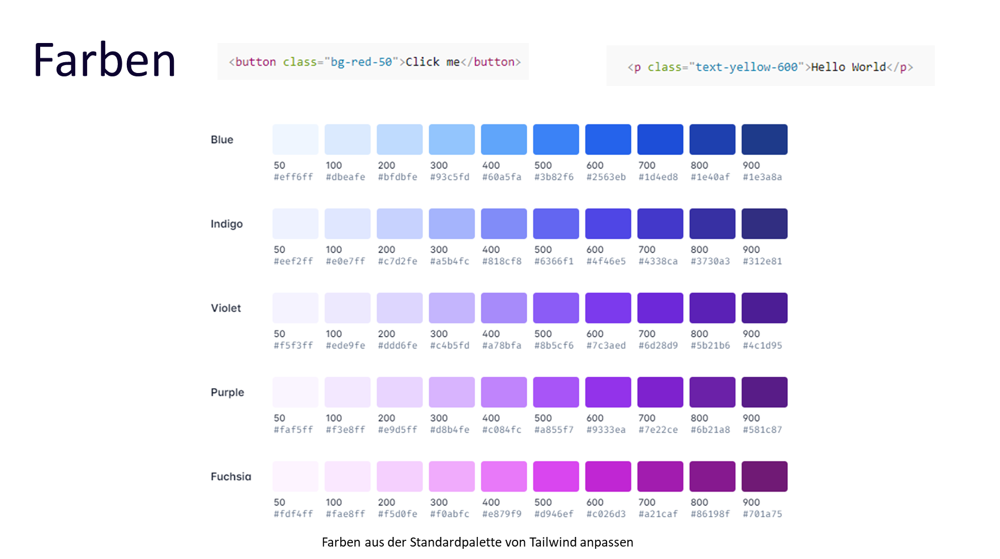 Farben
<button class="bg-red-50">Click me</button>
<p class="text-yellow-600">Hello World</p>
Blue
50 100 200 300 400 500 600 700 800 900
#eff6ff #dbeafe #bfdbfe #93c5fd #60a5fa #3b82f6 #2563eb #1d4ed8 #1e40af #1e3a8a
Indigo
50 100 200 300 400 500 600 700 800 900
#eef2ff #e0e7ff #c7d2fe #a5b4fc #818cf8 #6366f1 #4f46e5 #4338ca #3730a3 #312e81
Violet
50 100 200 300 400 500 600 700 800 900
#f5f3ff #ede9fe #ddd6fe #c4b5fd #a78bfa #8b5cf6 #7c3aed #6d28d9 #5b21b6 #4c1d95
Purple
50 100 200 300 400 500 600 700 800 900
#faf5ff #f3e8ff #e9d5ff #d8b4fe #c084fc #a855f7 #9333ea #7e22ce #6b21a8 #581c87
Fuchsia
50 100 200 300 400 500 600 700 800 900
#fdf4ff #fae8ff #f5d0fe #f0abfc #e879f9 #d946ef #c026d3 #a21caf #86198f #701a75
Farben aus der Standardpalette von Tailwind anpassen